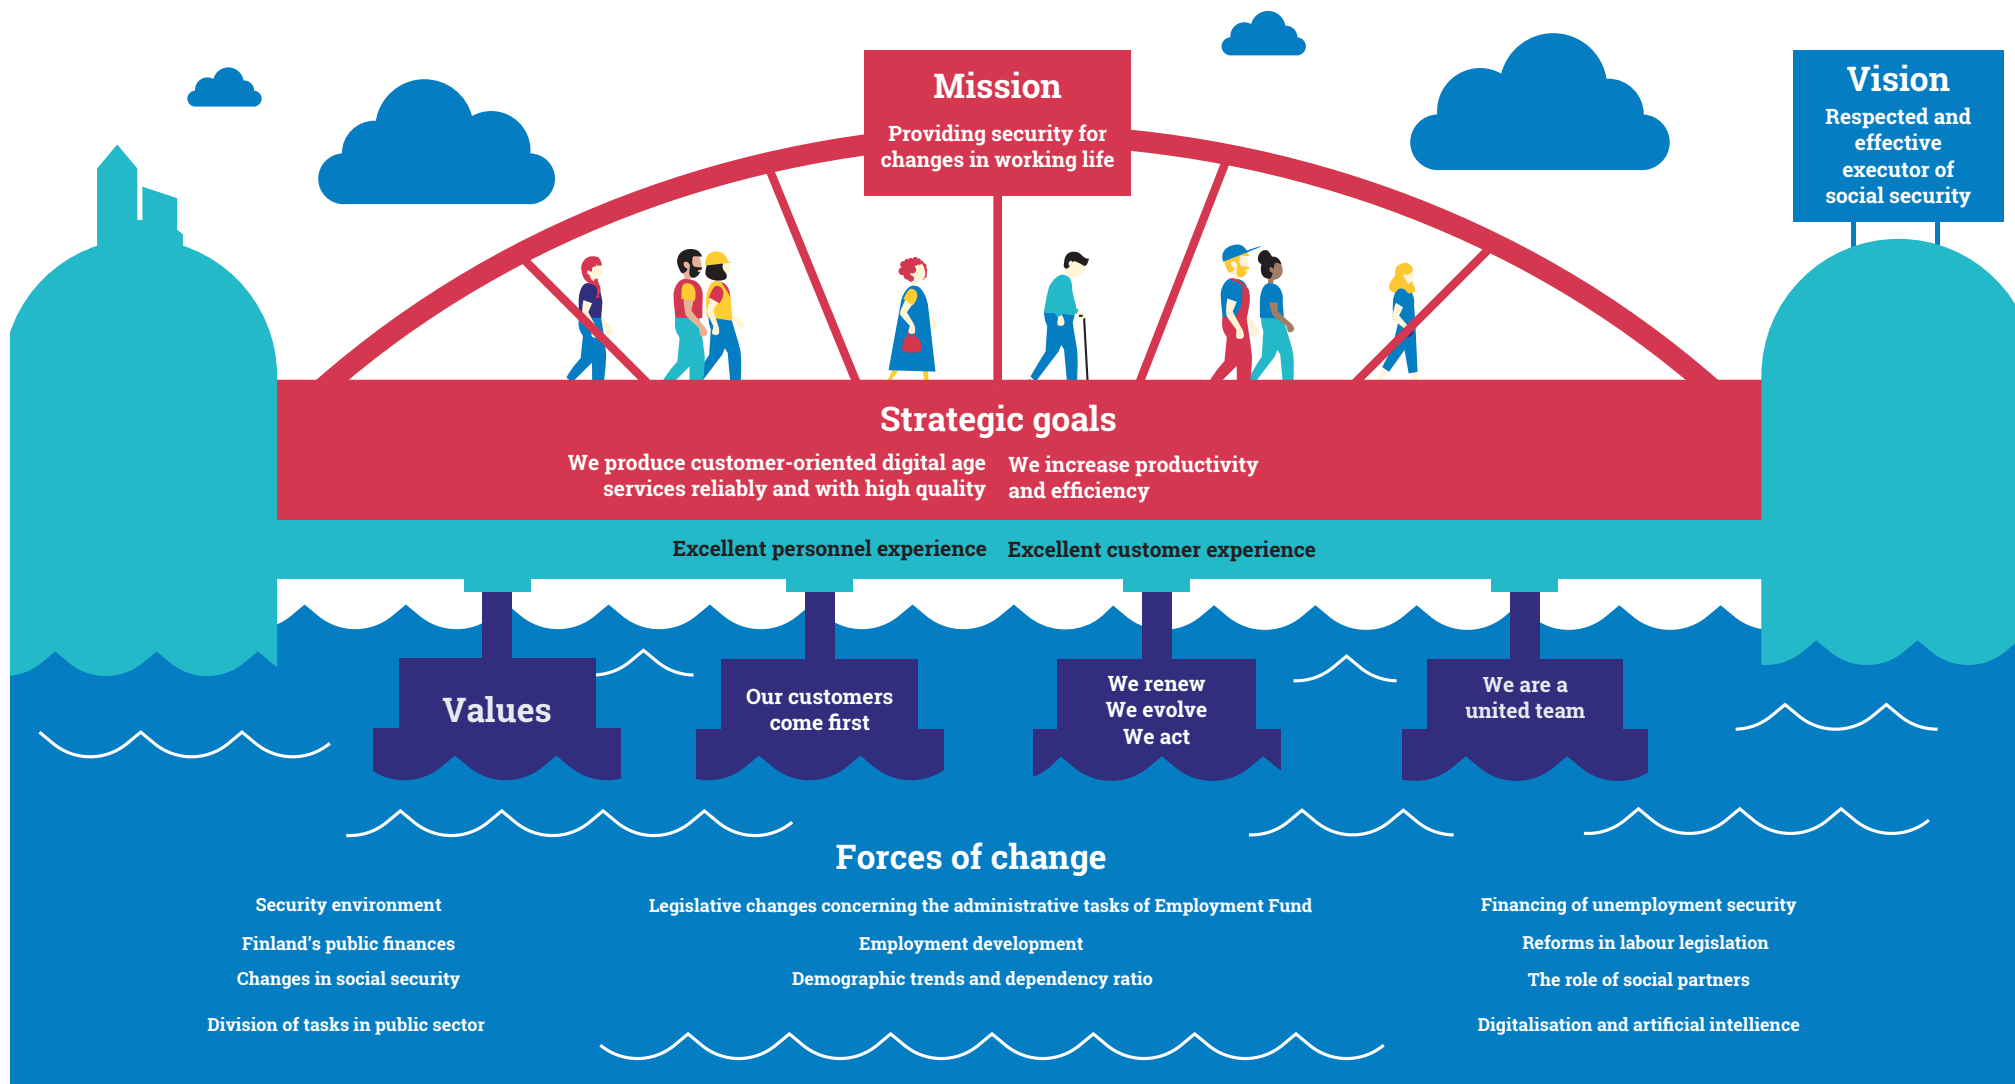 Mission
Providing security for
changes in working life
Vision
Respected and
effective
executor of
social security
Strategic goals
We produce customer-oriented digital age
services reliably and with high quality
We increase productivity
and efficiency
Excellent personnel experience
Excellent customer experience
Values
Our customers
come first
We renew
We evolve
We act
We are a
united team
Forces of change
Security environment
Finland's public finances
Changes in social security
Division of tasks in public sector
Legislative changes concerning the administrative tasks of Employment Fund
Employment development
Demographic trends and dependency ratio
Financing of unemployment security
Reforms in labour legislation
The role of social partners
Digitalisation and artificial intellience